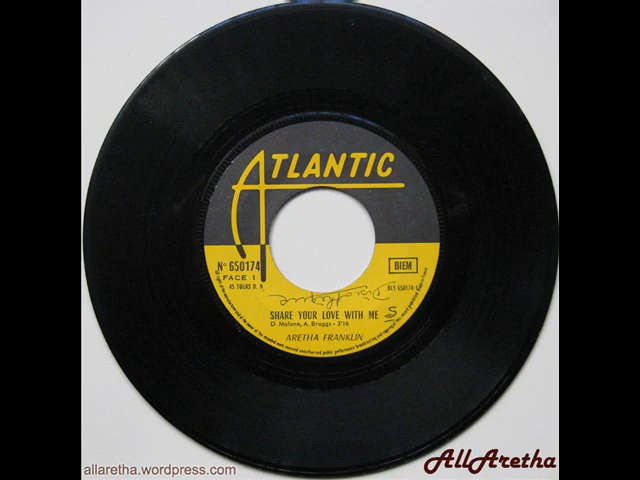 ATLANTIC
Nº 650174
FACE 1
45 TOURS D.
BIEM
SHARE YOUR LOVE WITH ME
D. Malone, A. Braggs - 3'16
ARETHA FRANKLIN
allaretha.wordpress.com
AllAretha